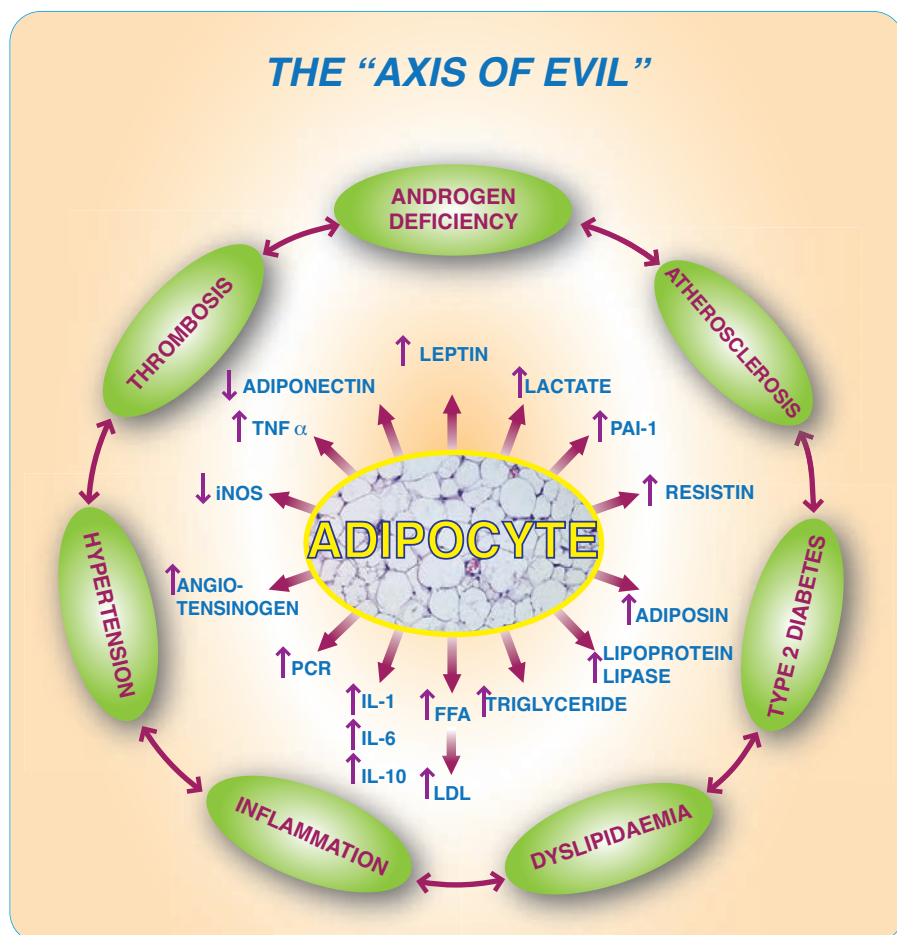 THE “AXIS OF EVIL”
ANDROGEN
DEFICIENCY
THROMBOSIS
ATHEROSCLEROSIS
↑ LEPTIN
↓ ADIPONECTIN
↑ LACTATE
↑ TNF α
↑ PAI-1
↓ iNOS
↑ RESISTIN
ADIPOCYTE
HYPERTENSION
TYPE 2 DIABETES
↑ ANGIO-
TENSINOGEN
↑ ADIPOSIN
↑ PCR
↑ LIPOPROTEIN
LIPASE
↑ IL-1
↑ FFA
↑ TRIGLYCERIDE
↑ IL-6
↑ IL-10
↑ LDL
INFLAMMATION
DYSLIPIDAEMIA